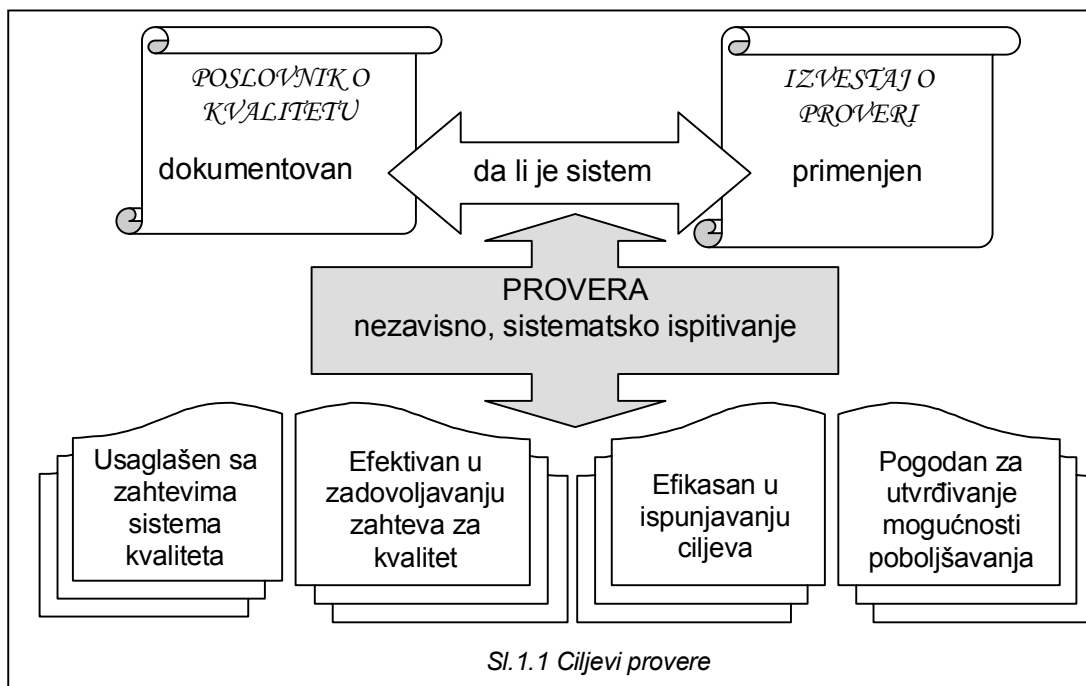 POSLOVNIK O
KVALITETU
dokumentovan
da li je sistem
IZVESTAJ O
PROVERI
primenjen
PROVERA
nezavisno, sistematsko ispitivanje
Usaglašen sa
zahtevima
sistema
kvaliteta
Efektivan u
zadovoljavanju
zahteva za
kvalitet
Efikasan u
ispunjavanju
ciljeva
Pogodan za
utvrđivanje
mogućnosti
poboljšavanja
Sl.1.1 Ciljevi provere